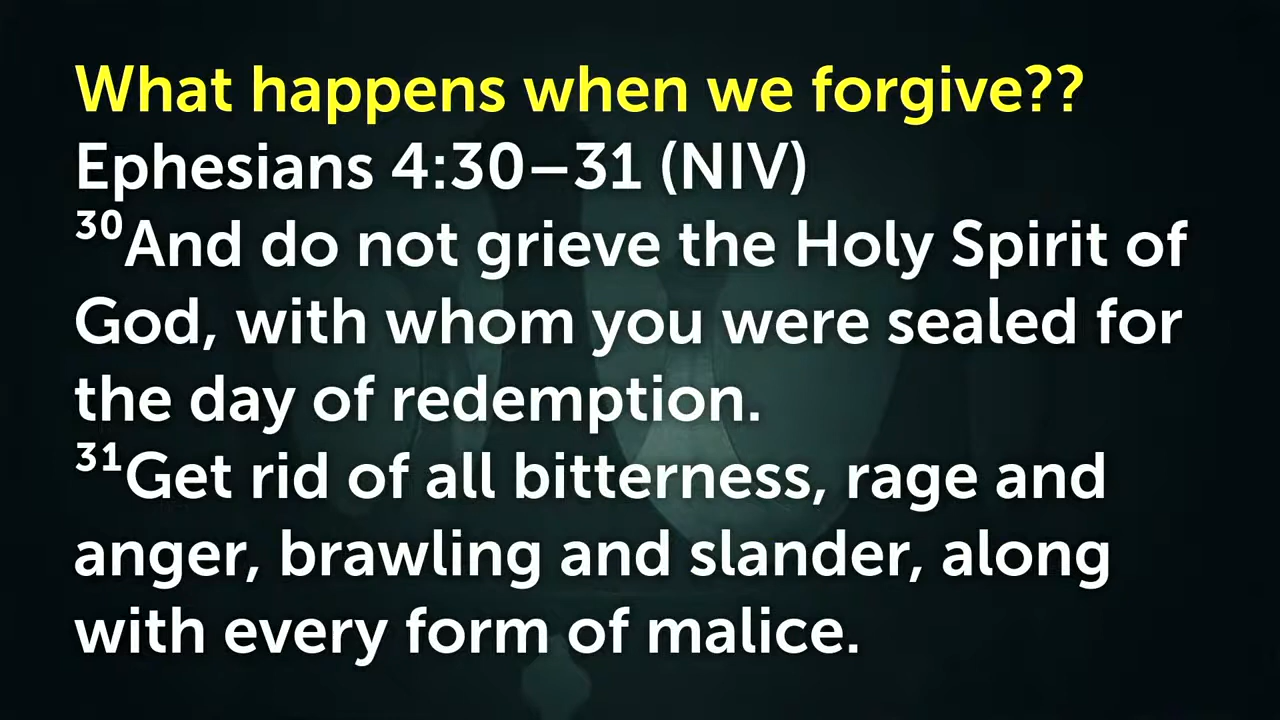 What happens when we forgive??
Ephesians 4:30–31 (NIV)
³⁰And do not grieve the Holy Spirit of
God, with whom you were sealed for
the day of redemption.
³¹Get rid of all bitterness, rage and
anger, brawling and slander, along
with every form of malice.